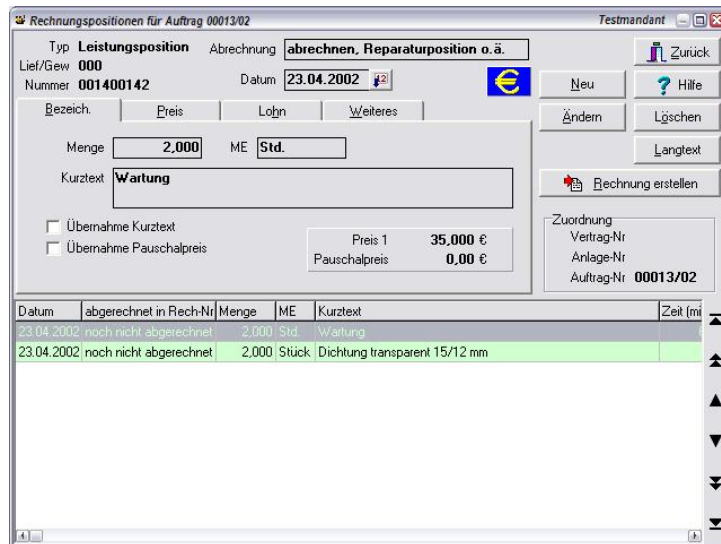 Rechnungspositionen für Auftrag 00013/02 Testmandant
Typ Leistungsposition Abrechnung abrechnen, Reparaturposition o.ä. Zurück
Lief/Gew 000
Nummer 001400142 Datum 23.04.2002 12 € Neu Hilfe
Bezeich. Preis Lohn Weiteres Ändern Löschen
Menge 2,000 ME Std. Langtext
Kurztext Wartung Rechnung erstellen
Übernahme Kurztext Zuordnung
Übernahme Pauschalpreis Preis 1 35,000 € Vertrag-Nr
Pauschalpreis 0,00 € Anlage-Nr
Auftrag-Nr 00013/02
Datum abgerechnet in Rech-Nr Menge ME Kurztext Zeit (mi
23.04.2002 noch nicht abgerechnet 2,000 Std. Wartung
23.04.2002 noch nicht abgerechnet 2,000 Stück Dichtung transparent 15/12 mm